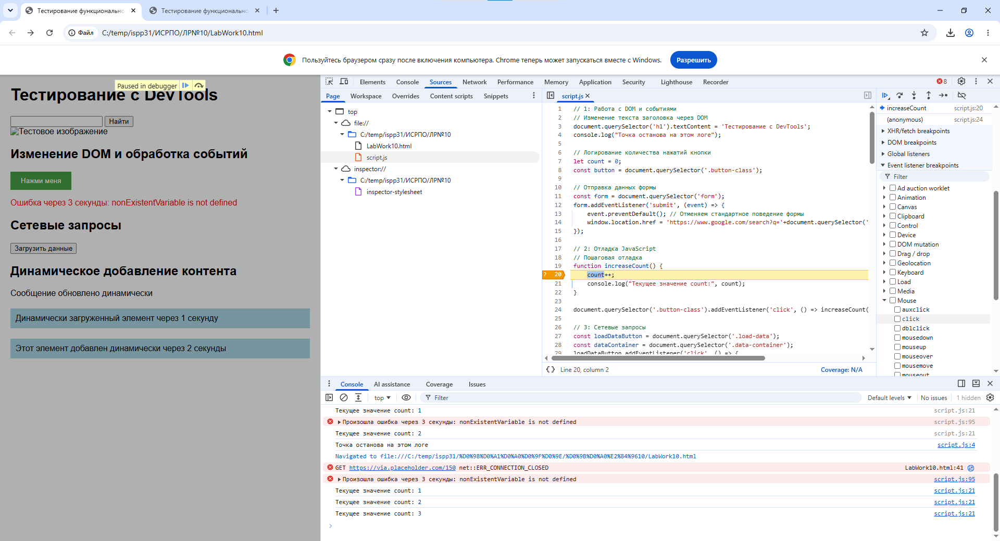 Тестирование функционально
Тестирование функционально
Файл
C:/temp/ispp31/ИСРПО/ЛР№10/LabWork10.html
Пользуйтесь браузером сразу после включения компьютера. Chrome теперь может запускаться вместе с Windows.
Разрешить
Paused in debugger
Тестирование с DevTools
Найти
Тестовое изображение
Изменение DOM и обработка событий
Нажми меня
Ошибка через 3 секунды: nonExistentVariable is not defined
Сетевые запросы
Загрузить данные
Динамическое добавление контента
Сообщение обновлено динамически
Динамически загруженный элемент через 1 секунду
Этот элемент добавлен динамически через 2 секунды
Elements Console Sources Network Performance Memory Application Security Lighthouse Recorder
8
Page Workspace Overrides Content scripts Snippets
top
file://
C:/temp/ispp31/ИСРПО/ЛР№10
LabWork10.html
script.js
inspector://
C:/temp/ispp31/ИСРПО/ЛР№10
inspector-stylesheet
script.js
1 // 1: Работа с DOM и событиями
2 // Изменение текста заголовка через DOM
3 document.querySelector('h1').textContent = 'Тестирование с DevTools';
4 console.log("Точка останова на этом логе");
5
6 // Логирование количества нажатий кнопки
7 let count = 0;
8 const button = document.querySelector('.button-class');
9
10 // Отправка данных формы
11 const form = document.querySelector('form');
12 form.addEventListener('submit', (event) => {
13 event.preventDefault(); // Отменяем стандартное поведение формы
14 window.location.href = 'https://www.google.com/search?q='+document.querySelector('
15 });
16
17 // 2: Отладка JavaScript
18 // Пошаговая отладка
19 function increaseCount() {
? 20 count++;
21 console.log("Текущее значение count:", count);
22 }
23
24 document.querySelector('.button-class').addEventListener('click', () => increaseCount(
25
26 // 3: Сетевые запросы
27 const loadDataButton = document.querySelector('.load-data');
28 const dataContainer = document.querySelector('.data-container');
29 loadDataButton.addEventListener('click', () => {
{} Line 20, column 2
Coverage: N/A
increaseCount script.js:20
(anonymous) script.js:24
XHR/fetch breakpoints
DOM breakpoints
Global listeners
Event listener breakpoints
Filter
Ad auction worklet
Animation
Canvas
Clipboard
Control
Device
DOM mutation
Drag / drop
Geolocation
Keyboard
Load
Media
Mouse
auxclick
click
dblclick
mousedown
mouseup
mouseover
mousemove
mouseout
Console AI assistance Coverage Issues
top Filter Default levels No issues 1 hidden
Текущее значение count: 1 script.js:21
Произошла ошибка через 3 секунды: nonExistentVariable is not defined script.js:95
Текущее значение count: 2 script.js:21
Точка останова на этом логе script.js:4
Navigated to file:///C:/temp/ispp31/%D0%98%D0%A1%D0%A0%D0%9F%D0%9E/%D0%9B%D0%A0%E2%84%9610/LabWork10.html
GET https://via.placeholder.com/150 net::ERR_CONNECTION_CLOSED LabWork10.html:41
Произошла ошибка через 3 секунды: nonExistentVariable is not defined script.js:95
Текущее значение count: 1 script.js:21
Текущее значение count: 2 script.js:21
Текущее значение count: 3 script.js:21